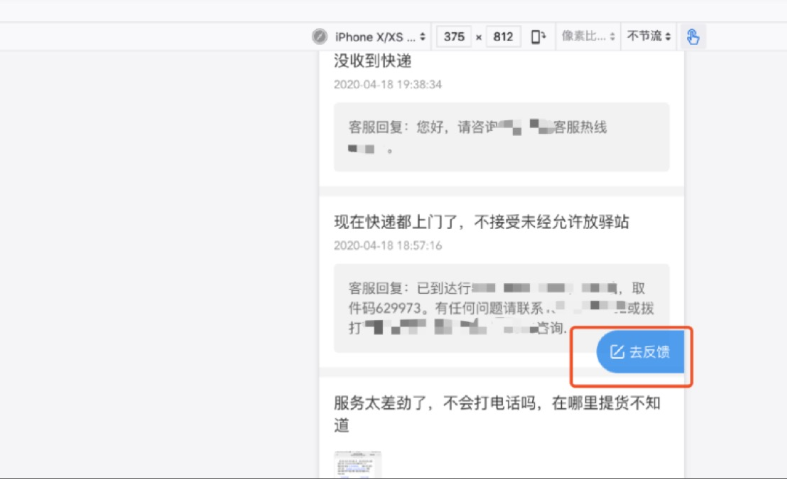 iPhone X/XS ... 375 × 812 像素比... 不节流
没收到快递
2020-04-18 19:38:34
客服回复：您好，请咨询 客服热线
。
现在快递都上门了，不接受未经允许放驿站
2020-04-18 18:57:16
客服回复：已到达行 ，取
件码629973。有任何问题请联系 或拨
打 咨询.
去反馈
服务太差劲了，不会打电话吗，在哪里提货不知
道